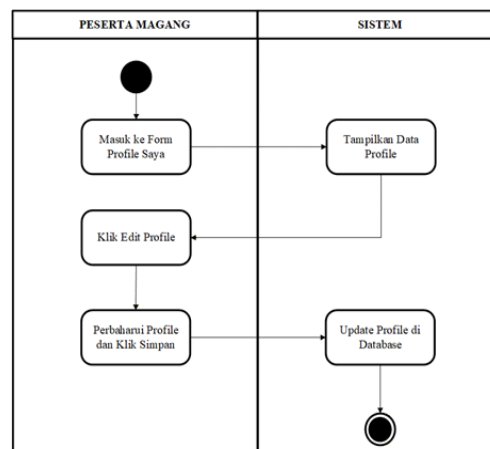 PESERTA MAGANG
SISTEM
Masuk ke Form
Profile Saya
Tampilkan Data
Profile
Klik Edit Profile
Perbaharui Profile
dan Klik Simpan
Update Profile di
Database